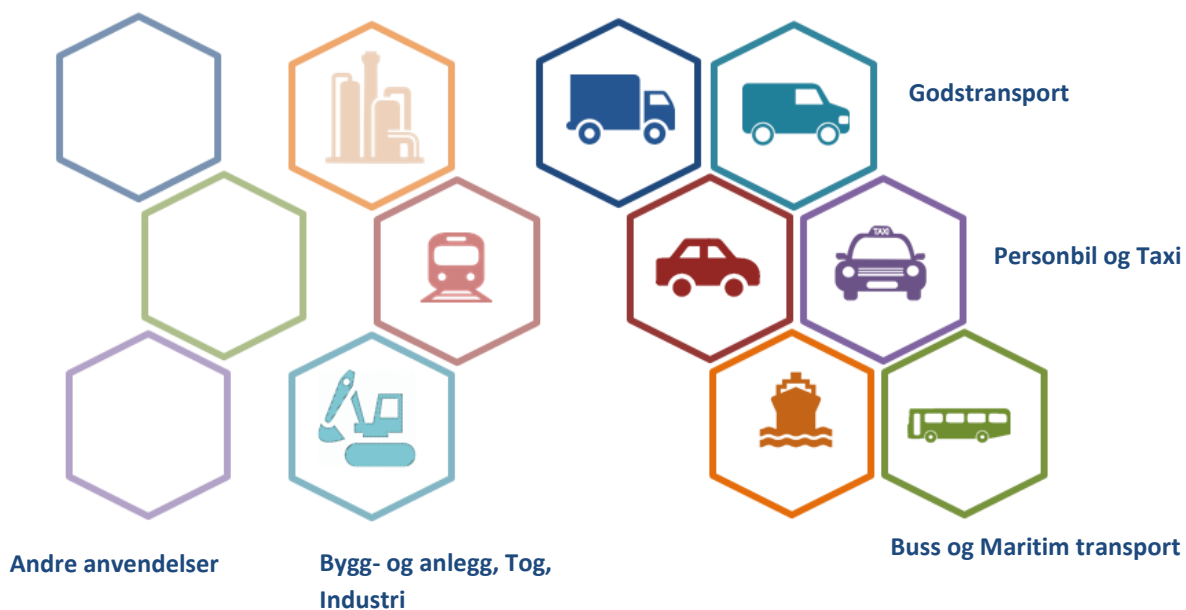 Godstransport
TAXI
Personbil og Taxi
Buss og Maritim transport
Andre anvendelser
Bygg- og anlegg, Tog,
Industri